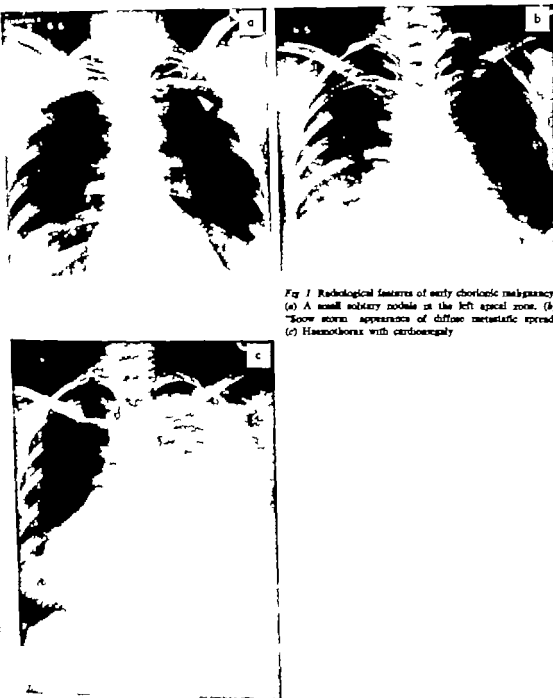 a
b
Fig 1 Radiological features of early chorionic malignancy
(a) A small solitary nodule in the left apical zone. (b)
"Snow storm appearance of diffuse metastatic spread
(c) Haemothorax with cardiomegaly
c